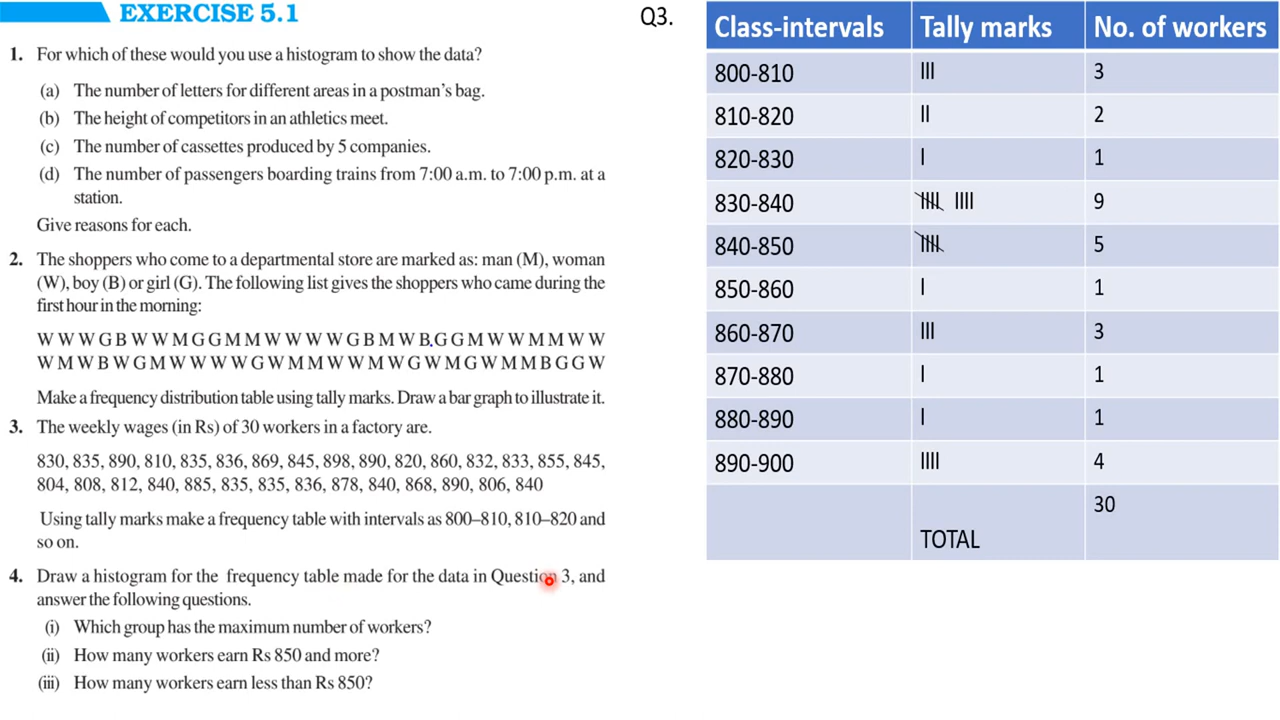 EXERCISE 5.1
1. For which of these would you use a histogram to show the data?
(a) The number of letters for different areas in a postman's bag.
(b) The height of competitors in an athletics meet.
(c) The number of cassettes produced by 5 companies.
(d) The number of passengers boarding trains from 7:00 a.m. to 7:00 p.m. at a
station.
Give reasons for each.
2. The shoppers who come to a departmental store are marked as: man (M), woman
(W), boy (B) or girl (G). The following list gives the shoppers who came during the
first hour in the morning:
W W W G B W W M G G M M W W W W G B M W B G G M W W M M W W
W M W B W G M W W W W G W M M W W M W G W M G W M M B G G W
Make a frequency distribution table using tally marks. Draw a bar graph to illustrate it.
3. The weekly wages (in Rs) of 30 workers in a factory are.
830, 835, 890, 810, 835, 836, 869, 845, 898, 890, 820, 860, 832, 833, 855, 845,
804, 808, 812, 840, 885, 835, 835, 836, 878, 840, 868, 890, 806, 840
Using tally marks make a frequency table with intervals as 800–810, 810–820 and
so on.
4. Draw a histogram for the frequency table made for the data in Question 3, and
answer the following questions.
(i) Which group has the maximum number of workers?
(ii) How many workers earn Rs 850 and more?
(iii) How many workers earn less than Rs 850?
Q3.
Class-intervals Tally marks No. of workers
800-810 III 3
810-820 II 2
820-830 I 1
830-840 IIII IIII 9
840-850 IIII 5
850-860 I 1
860-870 III 3
870-880 I 1
880-890 I 1
890-900 IIII 4
30
TOTAL